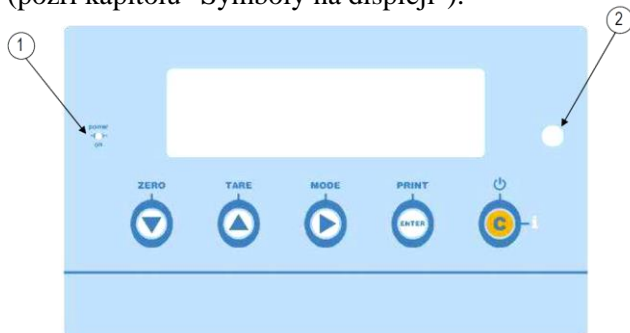 (pozri kapitolu "Symboly na displeji").
1
2
power
on
ZERO TARE MODE PRINT
ENTER C i